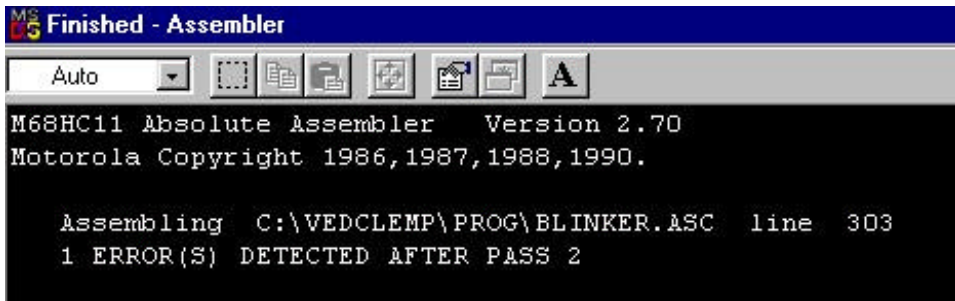 Finished - Assembler
Auto
A
M68HC11 Absolute Assembler   Version 2.70
Motorola Copyright 1986,1987,1988,1990.
Assembling  C:\VEDCLEMP\PROG\BLINKER.ASC  line  303
1 ERROR(S) DETECTED AFTER PASS 2